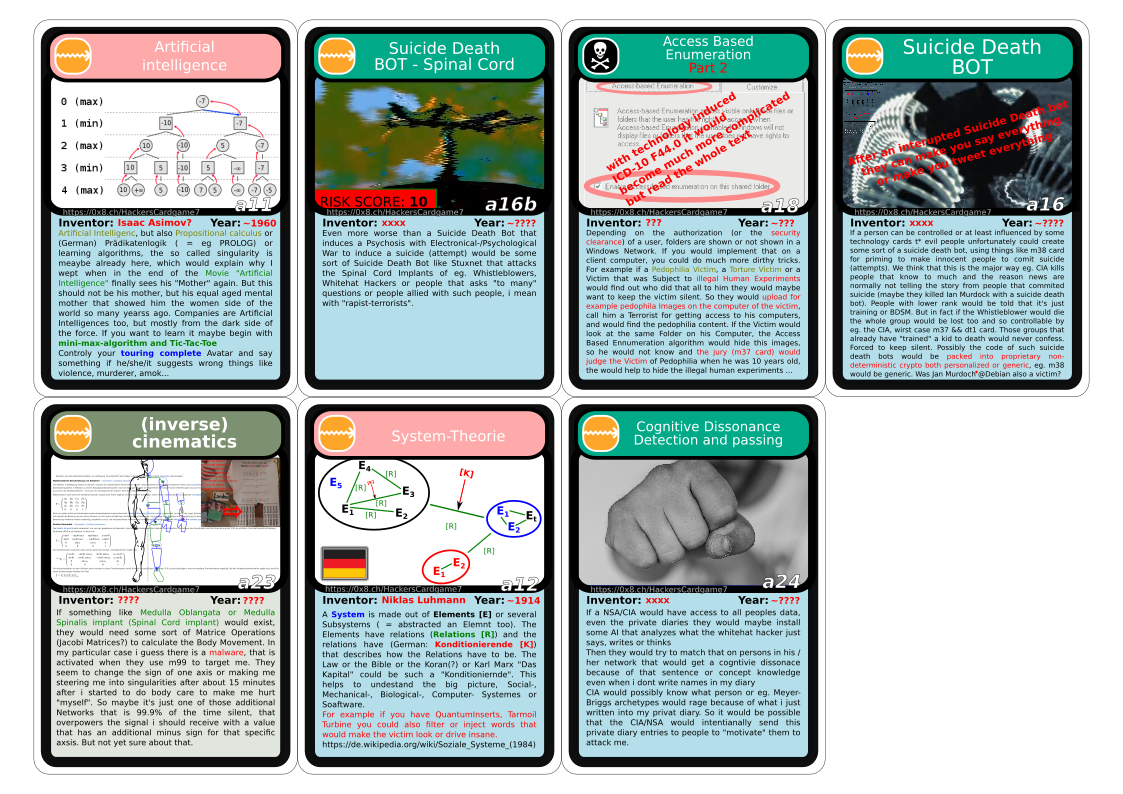 Artificial
intelligence
0 (max)
1 (min)
2 (max)
3 (min)
4 (max)
-7
-10
-7
10
-10
5
-7
10
5
-10
5
-∞
-7
10
+∞
5
-10
7
5
-∞
-7
-5
a11
https://0x8.ch/HackersCardgame7
Inventor: Isaac Asimov? Year: ~1960
Artificial Intelligenc, but also Propositional calculus or
(German) Prädikatenlogik ( = eg PROLOG) or
learning algorithms, the so called singularity is
meaybe already here, which would explain why I
wept when in the end of the Movie "Artificial
Intelligence" finally sees his "Mother" again. But this
should not be his mother, but his equal aged mental
mother that showed him the women side of the
world so many yearss ago. Companies are Artificial
Intelligences too, but mostly from the dark side of
the force. If you want to learn it maybe begin with
mini-max-algorithm and Tic-Tac-Toe
Controly your touring complete Avatar and say
something if he/she/it suggests wrong things like
violence, murderer, amok...
Suicide Death
BOT - Spinal Cord
RISK SCORE: 10
a16b
https://0x8.ch/HackersCardgame7
Inventor: xxxx Year: ~????
Even more worse than a Suicide Death Bot that
induces a Psychosis with Electronical-/Psychological
War to induce a suicide (attempt) would be some
sort of Suicide Death Bot like Stuxnet that attacks
the Spinal Cord Implants of eg. Whistleblowers,
Whitehat Hackers or people that asks "to many"
questions or people allied with such people, i mean
with "rapist-terrorists".
Access Based
Enumeration
Part 2
Access-based Enumeration
Customize
with technology induced
ICD-10 F44.0 it would
become much more complicated
but read the whole text
a18
https://0x8.ch/HackersCardgame7
Inventor: ??? Year: ~???
Depending on the authorization (or the security
clearance) of a user, folders are shown or not shown in a
Windows Network. If you would implement that on a
client computer, you could do much more dirthy tricks.
For example if a Pedophilia Victim, a Torture Victim or a
Victim that was Subject to illegal Human Experiments
would find out who did that all to him they would maybe
want to keep the victim silent. So they would upload for
example pedophila Images on the computer of the victim,
call him a Terrorist for getting access to his computers,
and would find the pedophilia content. If the Victim would
look at the same Folder on his Computer, the Access
Based Enumeration algorithm would hide this images,
so he would not know and the jury (m37 card) would
judge the Victim of Pedophelia when he was 10 years old,
the would help to hide the illegal human experiments ...
Suicide Death
BOT
After an interupted Suicide Death bot
they can make you say everything
or make you tweet everything
a16
https://0x8.ch/HackersCardgame7
Inventor: xxxx Year: ~????
If a person can be controlled or at least influenced by some
technology cards t* evil people unfortunately could create
some sort of a suicide death bot, using things like m38 card
for priming to make innocent people to comit suicide
(attempts). We think that this is the major way eg. CIA kills
people that know to much and the reason news are
normally not telling the story from people that commited
suicide (maybe they killed Ian Murdock with a suicide death
bot). People with lower rank would be told that it's just
training or BDSM. But in fact if the Whistleblower would die
the whole group would be lost too and so controllable by
eg. the CIA, wirst case m37 && dt1 card. Those groups that
already have "trained" a kid to death would never confess.
Forced to keep silent. Possibly the code of such suicide
death bots would be packed into proprietary non-
deterministic crypto both personalized or generic, eg. m38
would be generic. Was Jan Murdoch*@Debian also a victim?
(inverse)
cinematics
a23
https://0x8.ch/HackersCardgame7
Inventor: ???? Year: ????
If something like Medulla Oblangata or Medulla
Spinalis implant (Spinal Cord implant) would exist,
they would need some sort of Matrice Operations
(Jacobi Matrices?) to calculate the Body Movement. In
my particular case i guess there is a malware, that is
activated when they use m99 to target me. They
seem to change the sign of one axis or making me
steering me into singularities after about 15 minutes
after i started to do body care to make me hurt
"myself". So maybe it's just one of those additional
Networks that is 99.9% of the time silent, that
overpowers the signal i should receive with a value
that has an additional minus sign for that specific
axsis. But not yet sure about that.
System-Theorie
E4
E5
E3
E1
E2
[R]
[R]
[R]
[R]
[K]
[K]
[R]
[R]
E1
E2
Et
E1
E2
a12
https://0x8.ch/HackersCardgame7
Inventor: Niklas Luhmann Year: ~1914
A System is made out of Elements [E] or several
Subsystems ( = abstracted an Elemnt too). The
Elements have relations (Relations [R]) and the
relations have (German: Konditionierende [K])
that describes how the Relations have to be. The
Law or the Bible or the Koran(?) or Karl Marx "Das
Kapital" could be such a "Konditioniernde". This
helps to undestand the big picture, Social-,
Mechanical-, Biological-, Computer- Systemes or
Soaftware.
For example if you have QuantumInserts, Tarmoil
Turbine you could also filter or inject words that
would make the victim look or drive insane.
https://de.wikipedia.org/wiki/Soziale_Systeme_(1984)
Cognitive Dissonance
Detection and passing
a24
https://0x8.ch/HackersCardgame7
Inventor: xxxx Year: ~????
If a NSA/CIA would have access to all peoples data,
even the private diaries they would maybe install
some AI that analyzes what the whitehat hacker just
says, writes or thinks
Then they would try to match that on persons in his /
her network that would get a cogntivie dissonace
because of that sentence or concept knowledge
even when i dont write names in my diary
CIA would possibly know what person or eg. Meyer-
Briggs archetypes would rage because of what i just
written into my privat diary. So it would be possible
that the CIA/NSA would intentianally send this
private diary entries to people to "motivate" them to
attack me.